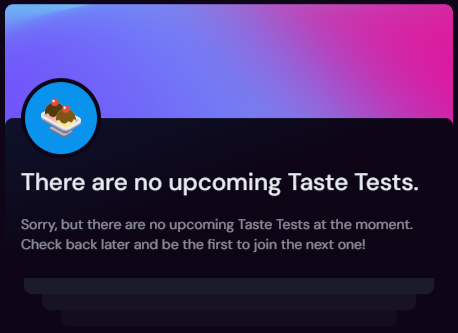 There are no upcoming Taste Tests.
Sorry, but there are no upcoming Taste Tests at the moment.
Check back later and be the first to join the next one!